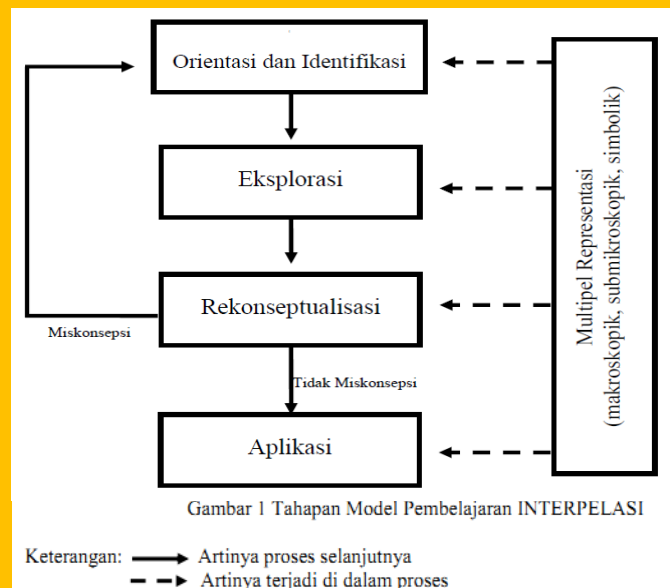 Orientasi dan Identifikasi
Eksplorasi
Rekonseptualisasi
Miskonsepsi
Tidak Miskonsepsi
Aplikasi
Multipel Representasi
(makroskopik, submikroskopik, simbolik)
Gambar 1 Tahapan Model Pembelajaran INTERPELASI
Keterangan: Artinya proses selanjutnya
Artinya terjadi di dalam proses